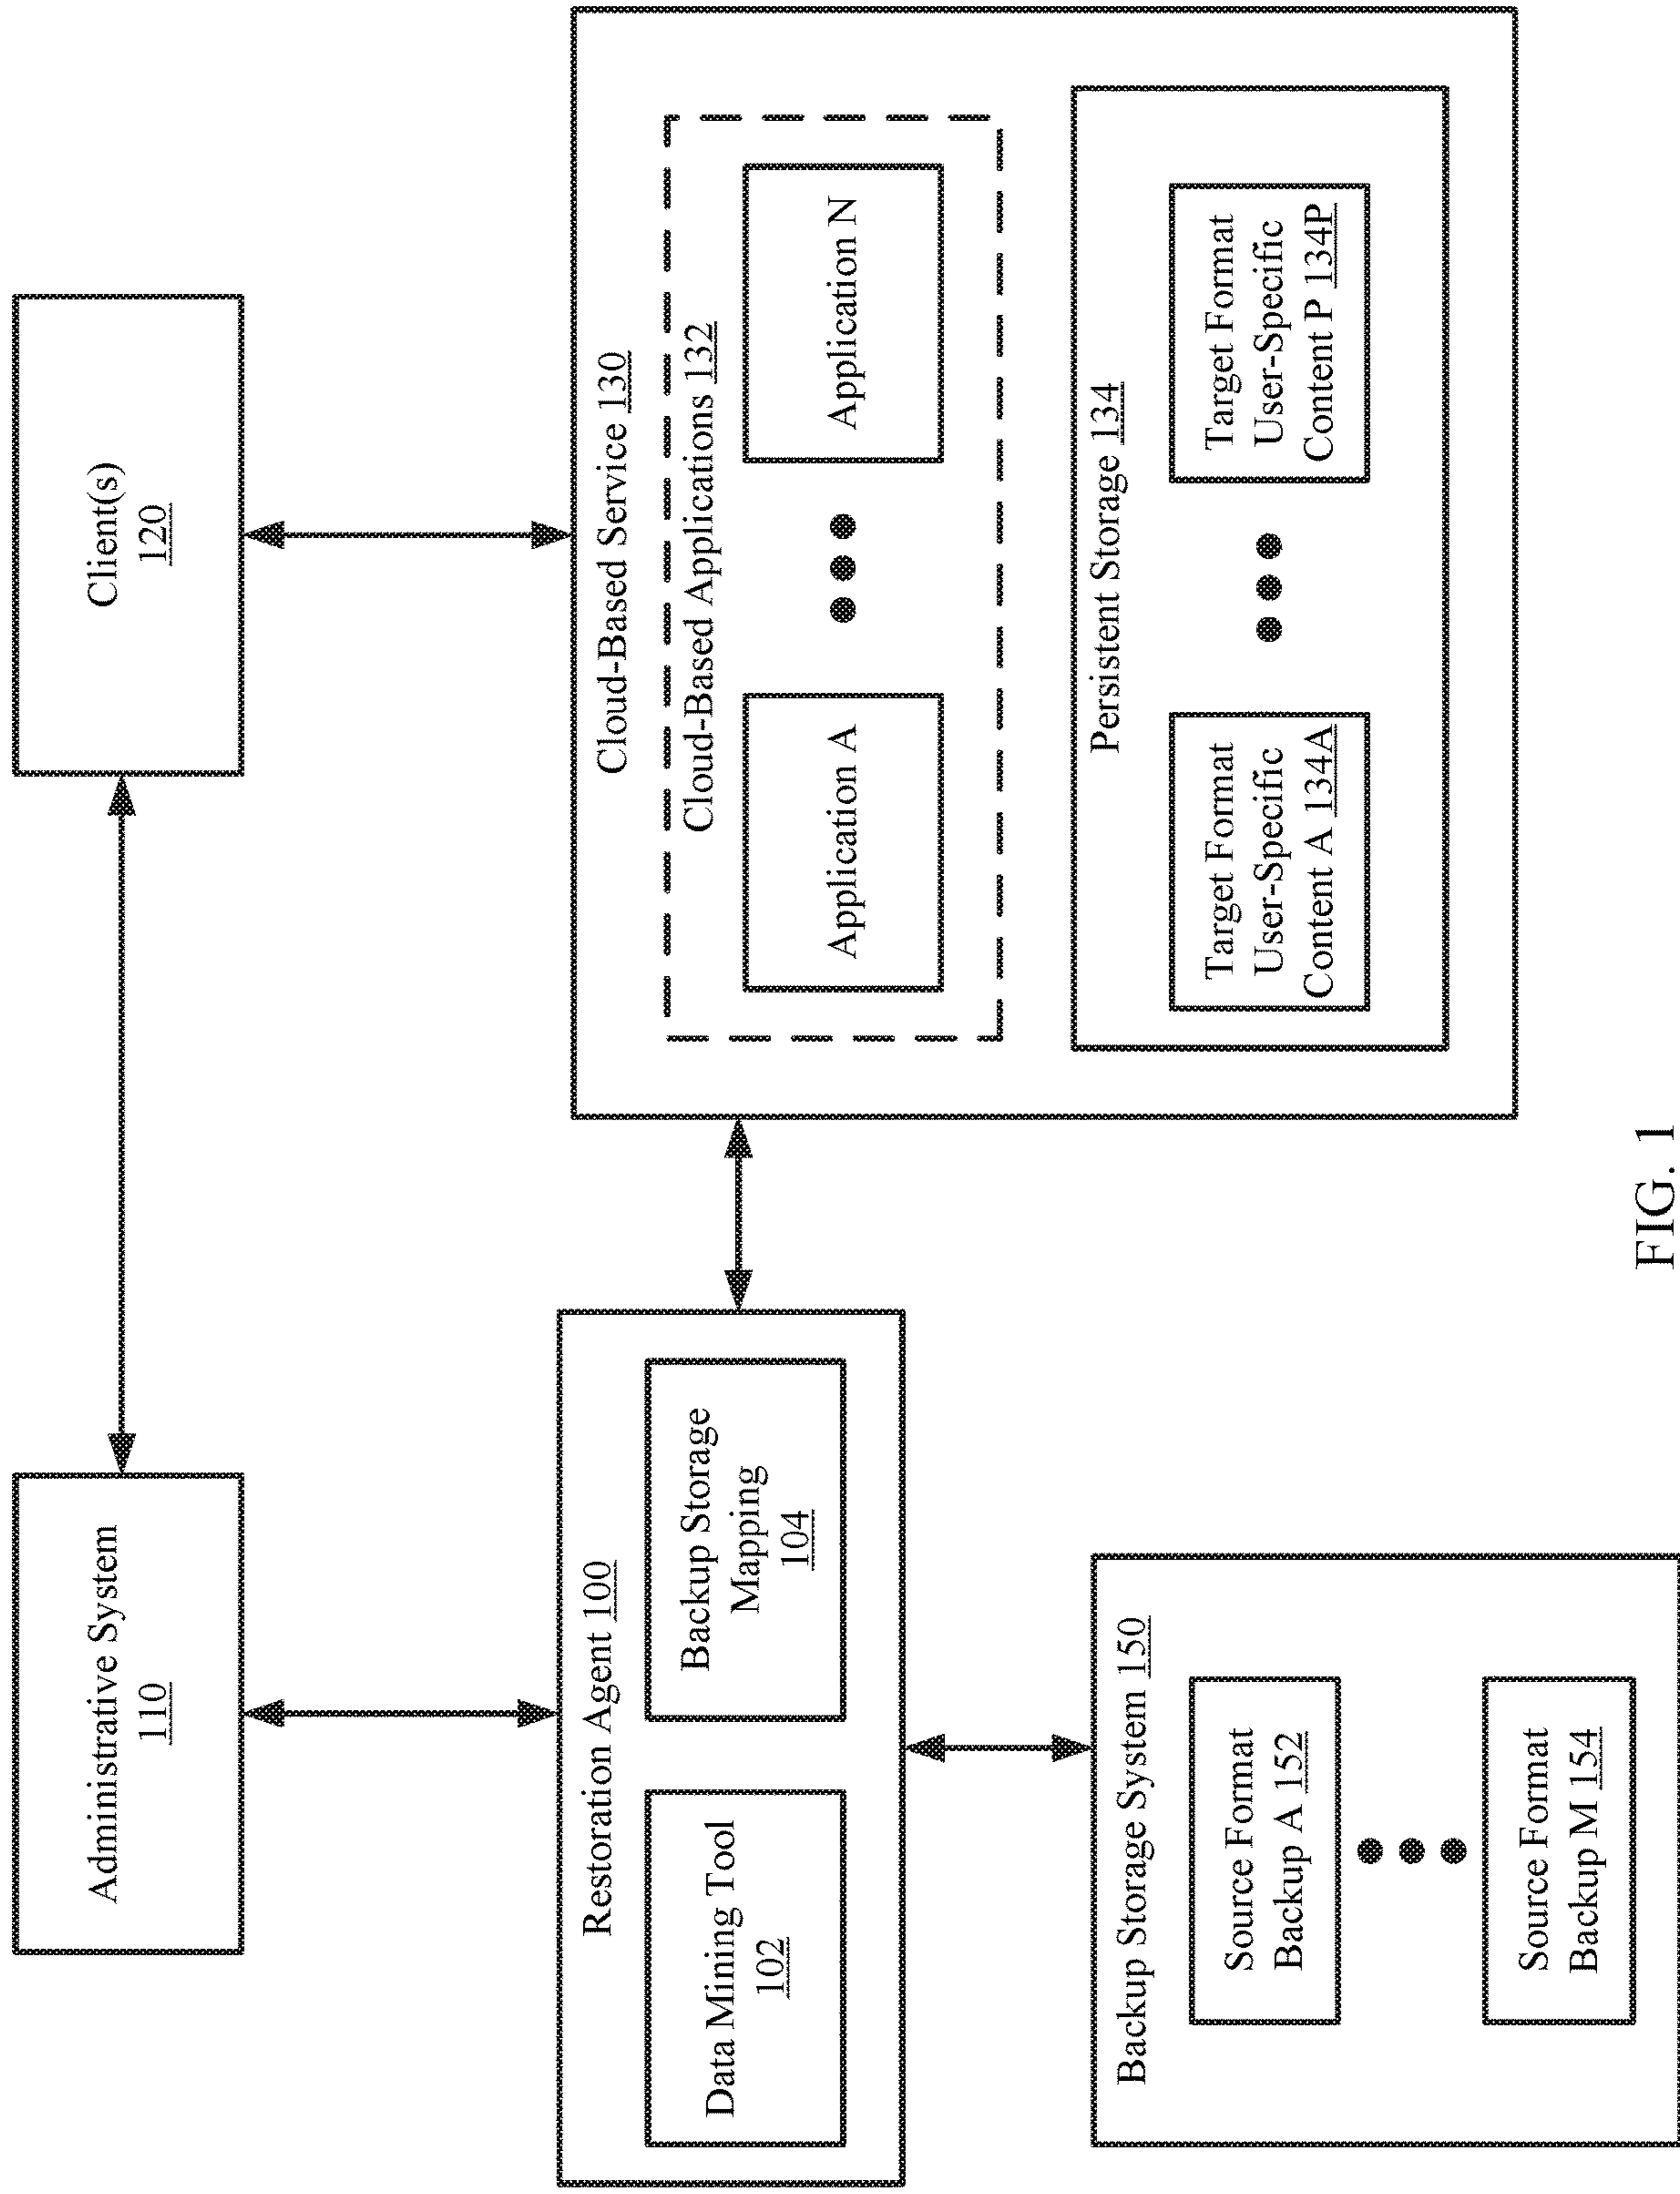 Administrative System
110
Client(s)
120
Restoration Agent 100
Data Mining Tool
102
Backup Storage
Mapping
104
Cloud-Based Service 130
Cloud-Based Applications 132
Application A
Application N
Persistent Storage 134
Target Format
User-Specific
Content A 134A
Target Format
User-Specific
Content P 134P
Backup Storage System 150
Source Format
Backup A 152
Source Format
Backup M 154
FIG. 1